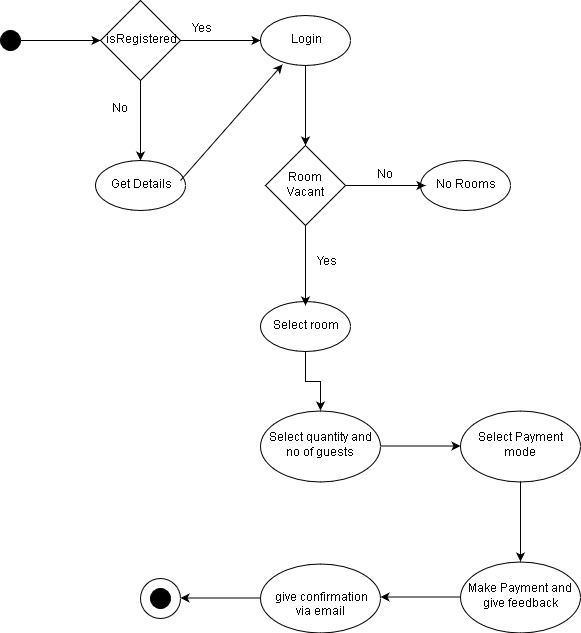 isRegistered
Yes
Login
No
Get Details
Room
Vacant
No
No Rooms
Yes
Select room
Select quantity and
no of guests
Select Payment
mode
Make Payment and
give feedback
give confirmation
via email